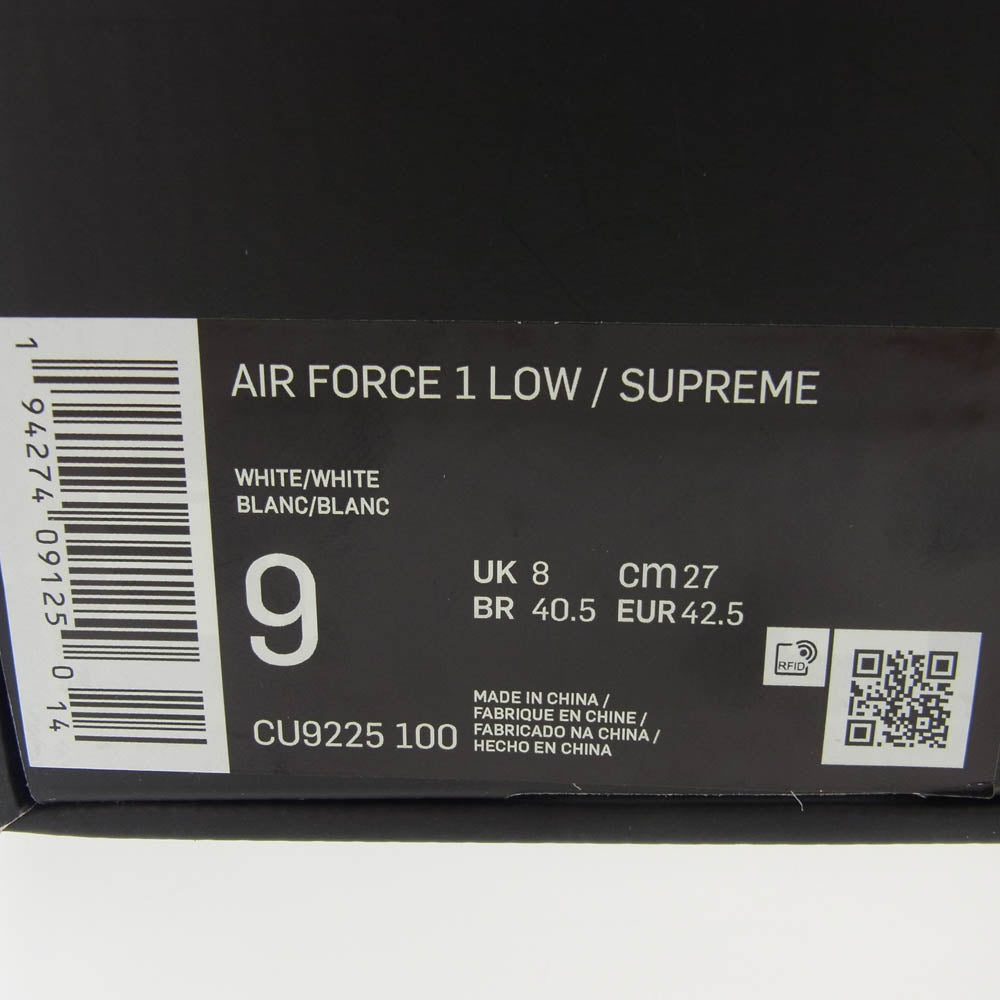 AIR FORCE 1 LOW / SUPREME
WHITE/WHITE
BLANC/BLANC
9
UK 8 cm 27
BR 40.5 EUR 42.5
RFID
CU9225 100
MADE IN CHINA /
FABRIQUE EN CHINE /
FABRICADO NA CHINA /
HECHO EN CHINA
1 94274 09125 0 14